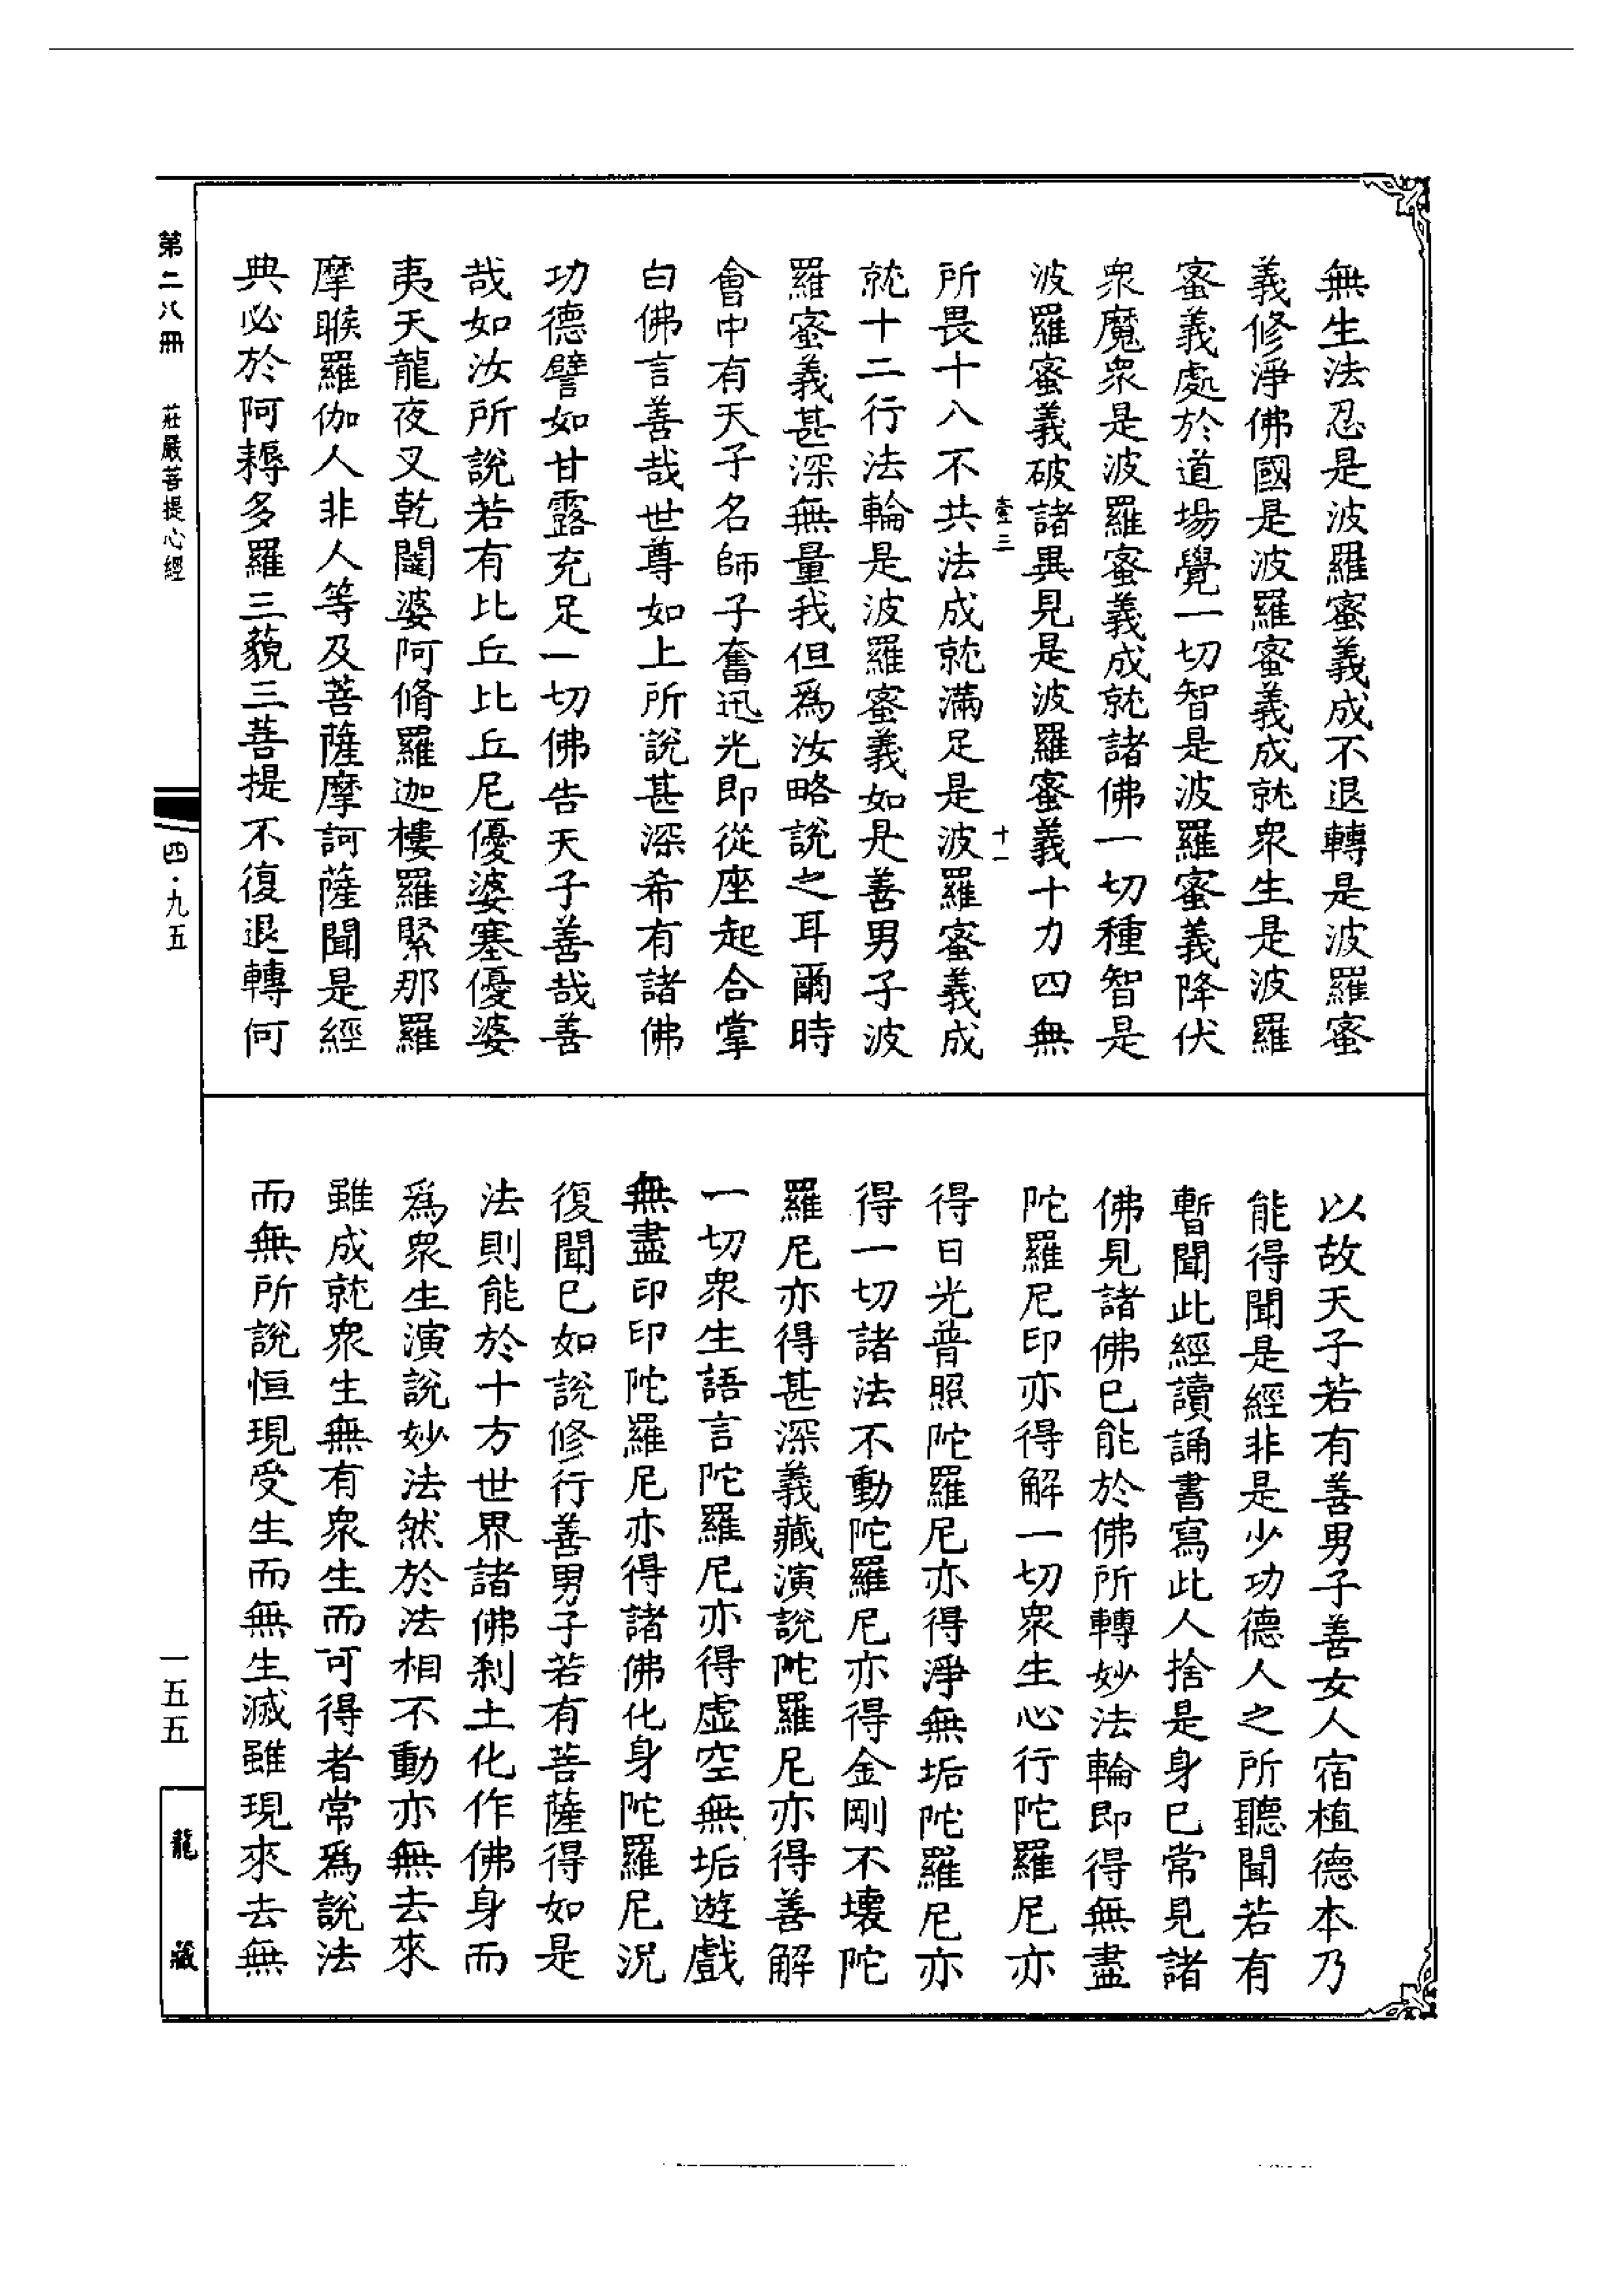 無生法忍是波羅蜜義成不退轉是波羅蜜
義修淨佛國是波羅蜜義成就衆生是波羅
蜜義處於道場覺一切智是波羅蜜義降伏
衆魔衆是波羅蜜義成就諸佛一切種智是
波羅蜜義破諸異見是波羅蜜義十力四無
壹三 十一
所畏十八不共法成就滿足是波羅蜜義成
就十二行法輪是波羅蜜義如是善男子波
羅蜜義甚深無量我但爲汝略說之耳爾時
會中有天子名師子奮迅光即從座起合掌
白佛言善哉世尊如上所說甚深希有諸佛
功德譬如甘露充足一切佛告天子善哉善
哉如汝所說若有比丘比丘尼優婆塞優婆
夷天龍夜叉乾闥婆阿脩羅迦樓羅緊那羅
摩睺羅伽人非人等及菩薩摩訶薩聞是經
典必於阿耨多羅三藐三菩提不復退轉何
以故天子若有善男子善女人宿植德本乃
能得聞是經非是少功德人之所聽聞若有
暫聞此經讀誦書寫此人捨是身已常見諸
佛見諸佛已能於佛所轉妙法輪即得無盡
陀羅尼印亦得解一切衆生心行陀羅尼亦
得日光普照陀羅尼亦得淨無垢陀羅尼亦
得一切諸法不動陀羅尼亦得金剛不壞陀
羅尼亦得甚深義藏演說陀羅尼亦得善解
一切衆生語言陀羅尼亦得虛空無垢遊戲
無盡印印陀羅尼亦得諸佛化身陀羅尼況
復聞已如說修行善男子若有菩薩得如是
法則能於十方世界諸佛刹土化作佛身而
爲衆生演說妙法然於法相不動亦無去來
雖成就衆生無有衆生而可得者常爲說法
而無所說恒現受生而無生滅雖現來去無
第二八冊 莊嚴菩提心經
四·九五
一五五
龍藏